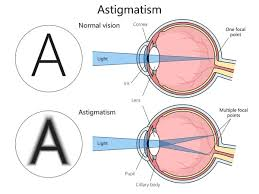 Astigmatism
Normal vision
Cornea
One focal
point
A
Light
Iris
Lens
Astigmatism
Multiple focal
points
A
Light
Pupil
Ciliary body